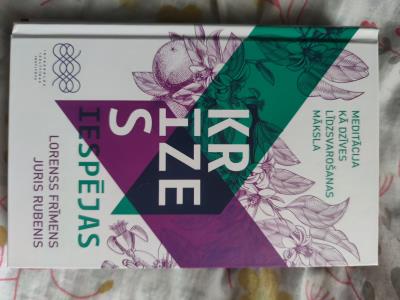 KR
ĪZE
S
IESPĒJAS
MEDITĀCIJA
KĀ DZĪVES
LĪDZSVAROŠANAS
MĀKSLA
LORENSS FRĪMENS
JURIS RUBENIS